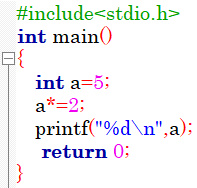 #include<stdio.h>
int main()
{
int a=5;
a*=2;
printf("%d\n",a);
return 0;
}